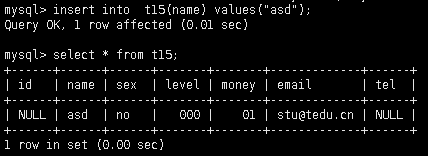 mysql> insert into  t15(name) values("asd");
Query OK, 1 row affected (0.01 sec)
mysql> select * from t15;
+------+------+-----+-------+-------+-------------+------+
| id   | name | sex | level | money | email       | tel  |
+------+------+-----+-------+-------+-------------+------+
| NULL | asd  | no  |   000 |    01 | stu@tedu.cn | NULL |
+------+------+-----+-------+-------+-------------+------+
1 row in set (0.00 sec)